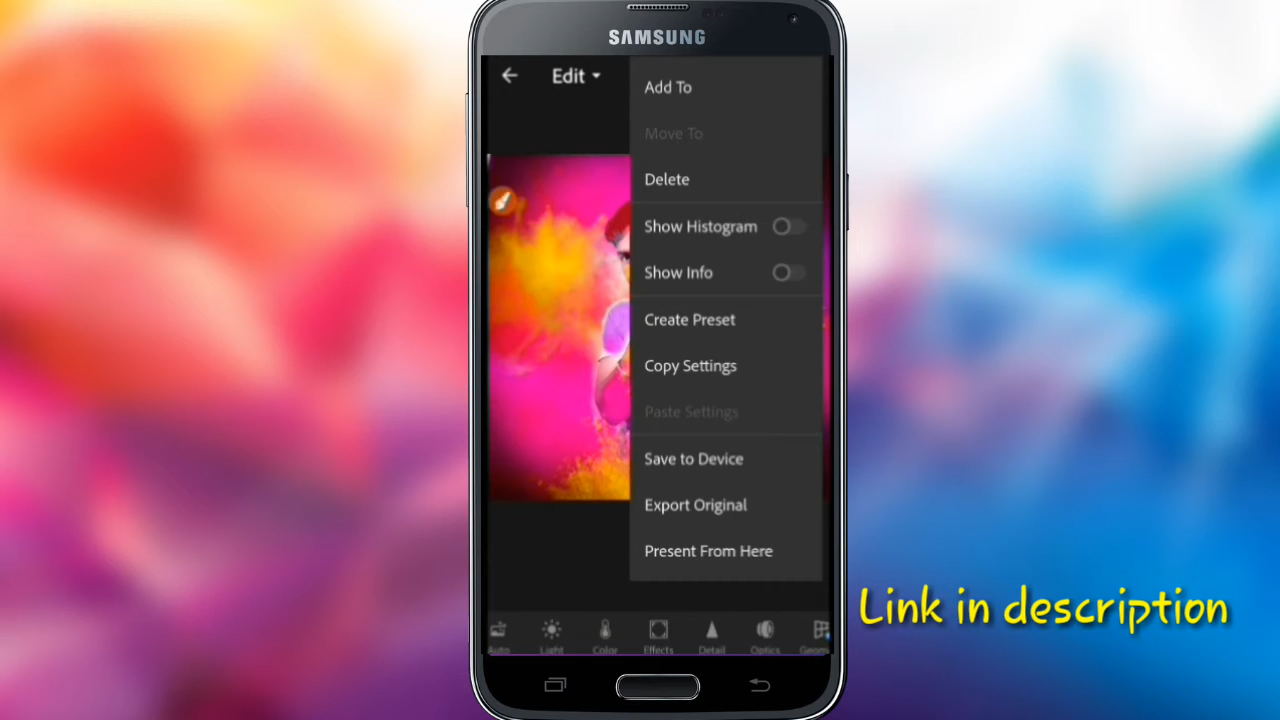 SAMSUNG
Edit
Add To
Move To
Delete
Show Histogram
Show Info
Create Preset
Copy Settings
Paste Settings
Save to Device
Export Original
Present From Here
Link in description
Auto Light Color Effects Detail Optics Geom